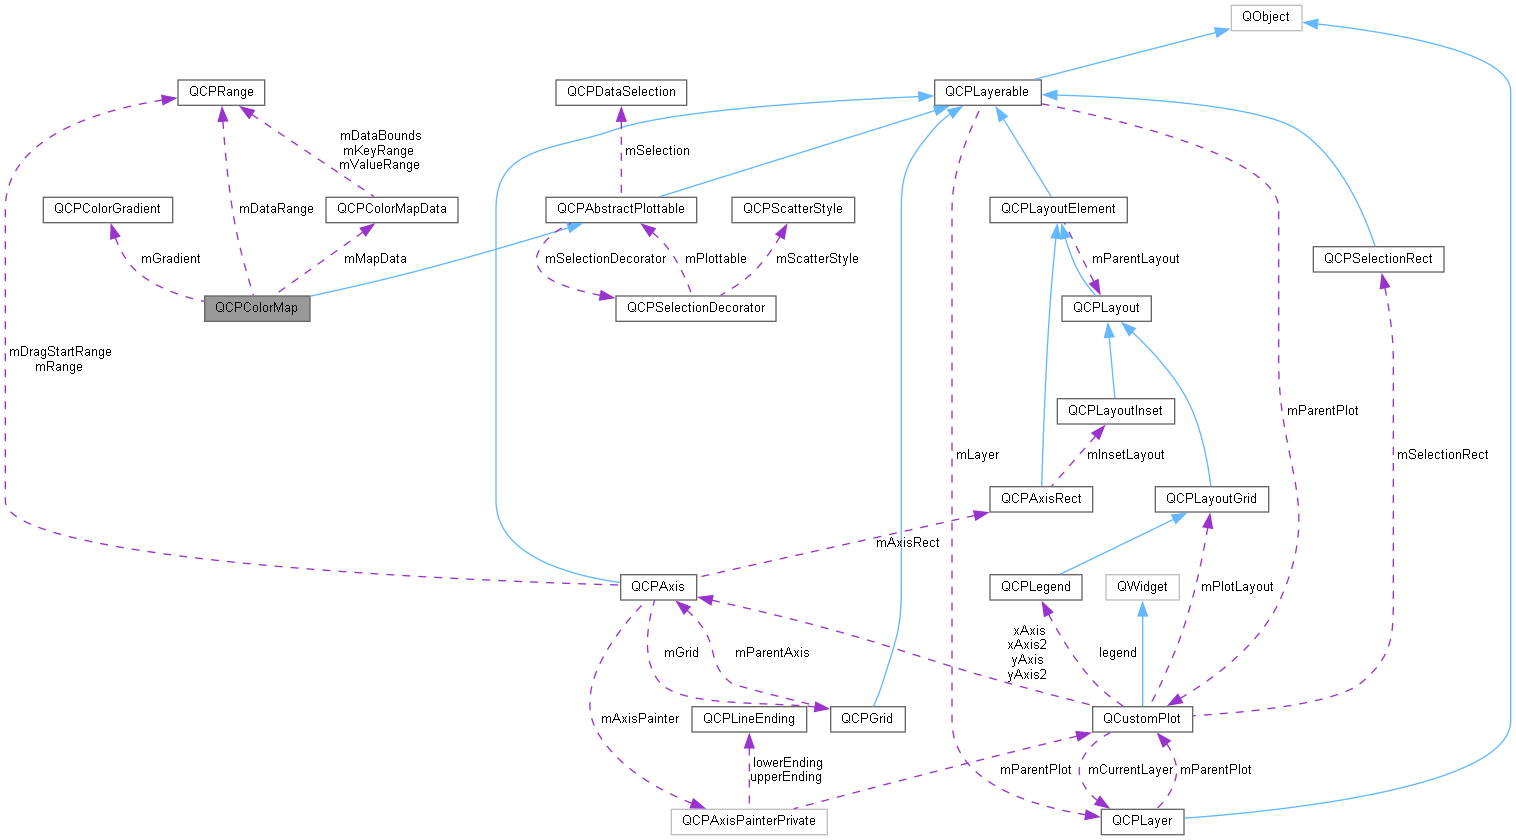 QObject
QCPRange
QCPDataSelection
QCPLayerable
mDataBounds
mKeyRange
mValueRange
mSelection
QCPColorGradient
mDataRange
QCPColorMapData
QCPAbstractPlottable
QCPScatterStyle
QCPLayoutElement
mGradient
mMapData
mSelectionDecorator
mPlottable
mScatterStyle
mParentLayout
QCPSelectionRect
QCPColorMap
QCPSelectionDecorator
QCPLayout
mDragStartRange
mRange
QCPLayoutInset
mParentPlot
mLayer
mInsetLayout
mSelectionRect
QCPAxisRect
QCPLayoutGrid
mAxisRect
QCPAxis
QCPLegend
QWidget
mPlotLayout
xAxis
xAxis2
yAxis
yAxis2
legend
mGrid
mParentAxis
mAxisPainter
QCPLineEnding
QCPGrid
QCustomPlot
lowerEnding
upperEnding
mParentPlot
mCurrentLayer
mParentPlot
QCPAxisPainterPrivate
QCPLayer